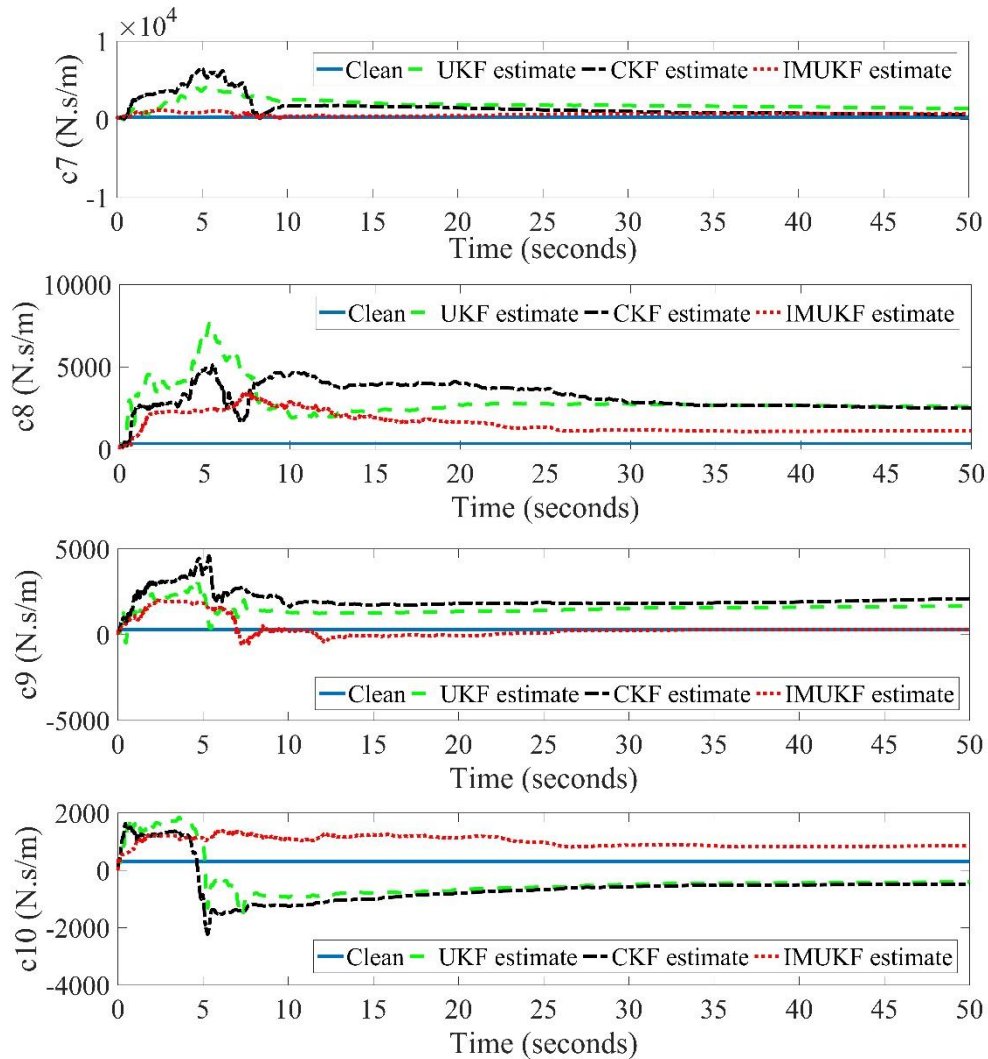 ×10⁴
1
0
-1
c7 (N.s/m)
Clean UKF estimate CKF estimate IMUKF estimate
0 5 10 15 20 25 30 35 40 45 50
Time (seconds)
10000
5000
0
c8 (N.s/m)
Clean UKF estimate CKF estimate IMUKF estimate
0 5 10 15 20 25 30 35 40 45 50
Time (seconds)
5000
0
-5000
c9 (N.s/m)
Clean UKF estimate CKF estimate IMUKF estimate
0 5 10 15 20 25 30 35 40 45 50
Time (seconds)
2000
0
-2000
-4000
c10 (N.s/m)
Clean UKF estimate CKF estimate IMUKF estimate
0 5 10 15 20 25 30 35 40 45 50
Time (seconds)